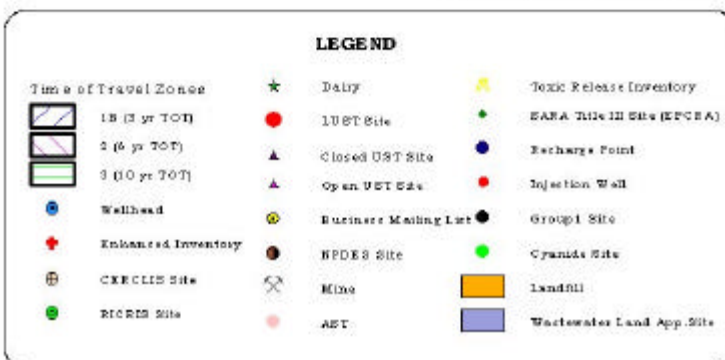 LEGEND
Time of Travel Zones
1B (3 yr TOT)
2 (6 yr TOT)
3 (10 yr TOT)
Wellhead
Enhanced Inventory
CERCLIS Site
RICRIS Site
Dairy
LUST Site
Closed UST Site
Open UST Site
Business Mailing List
NPDES Site
Mine
AST
Toxic Release Inventory
SARA Title III Site (EPCRA)
Recharge Point
Injection Well
Group1 Site
Cyanide Site
Landfill
Wastewater Land App. Site